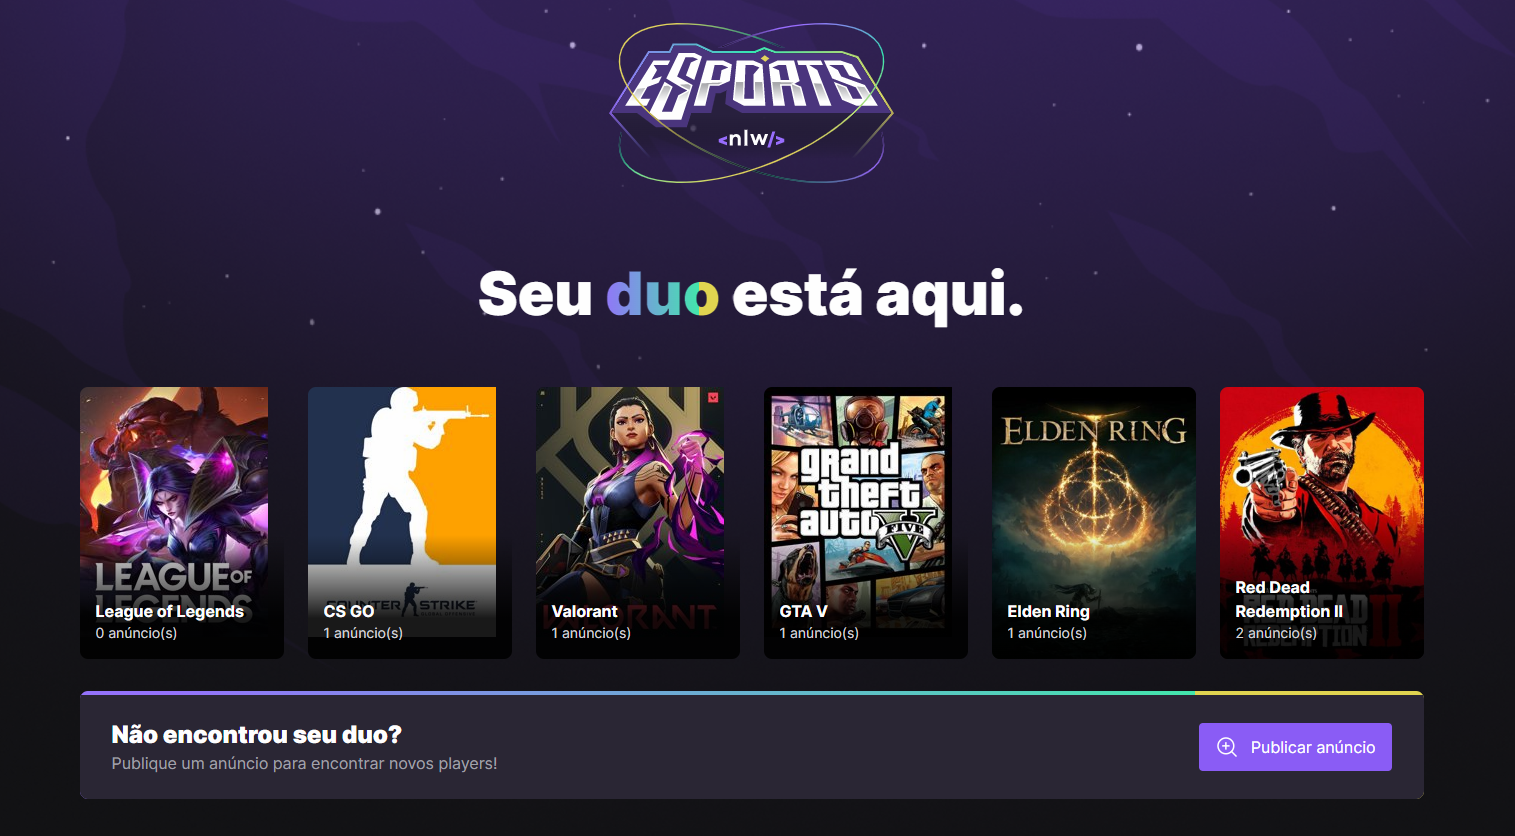 ESPORTS
<nlw/>
Seu duo está aqui.
LEAGUE OF
LEGENDS
League of Legends
0 anúncio(s)
COUNTER STRIKE
GLOBAL OFFENSIVE
CS GO
1 anúncio(s)
VALORANT
Valorant
1 anúncio(s)
grand
theft
auto
FIVE
V
GTA V
1 anúncio(s)
ELDEN RING
Elden Ring
1 anúncio(s)
RED DEAD
REDEMPTION II
Red Dead
Redemption II
2 anúncio(s)
Não encontrou seu duo?
Publique um anúncio para encontrar novos players!
Publicar anúncio